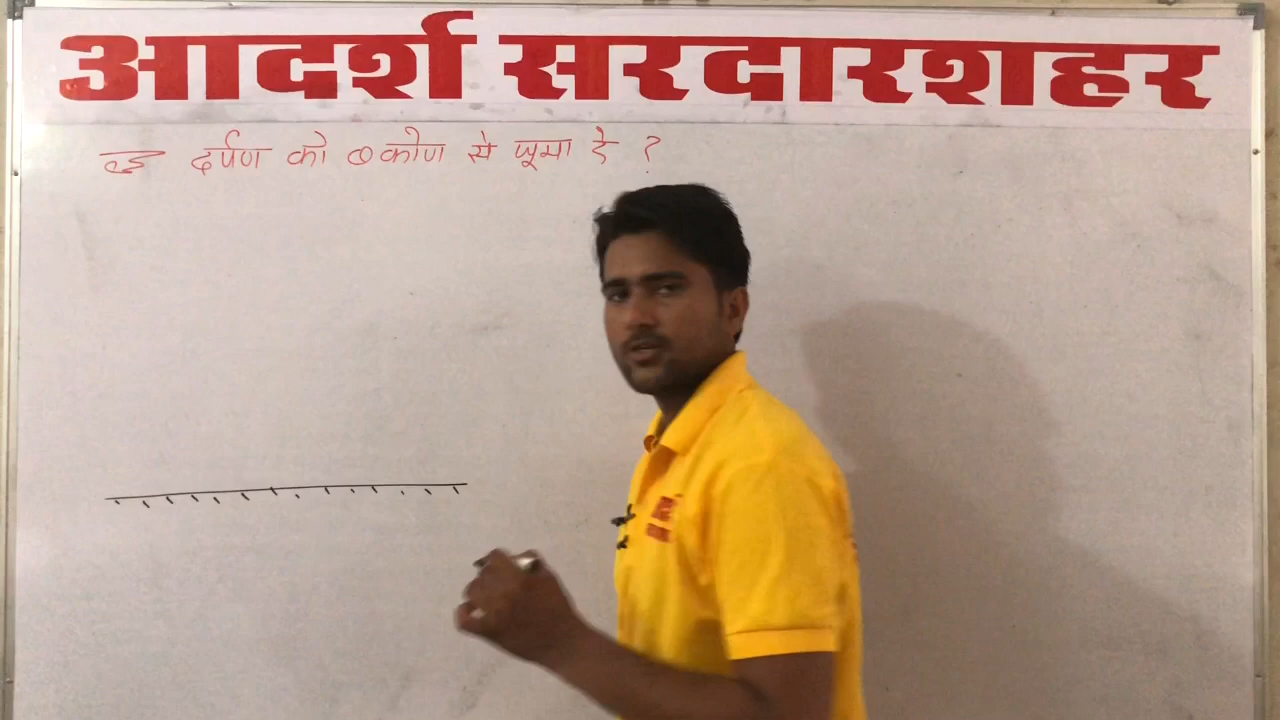 आदर्श सरदारशहर
दर्पण को θ कोण से घूमा दे ?